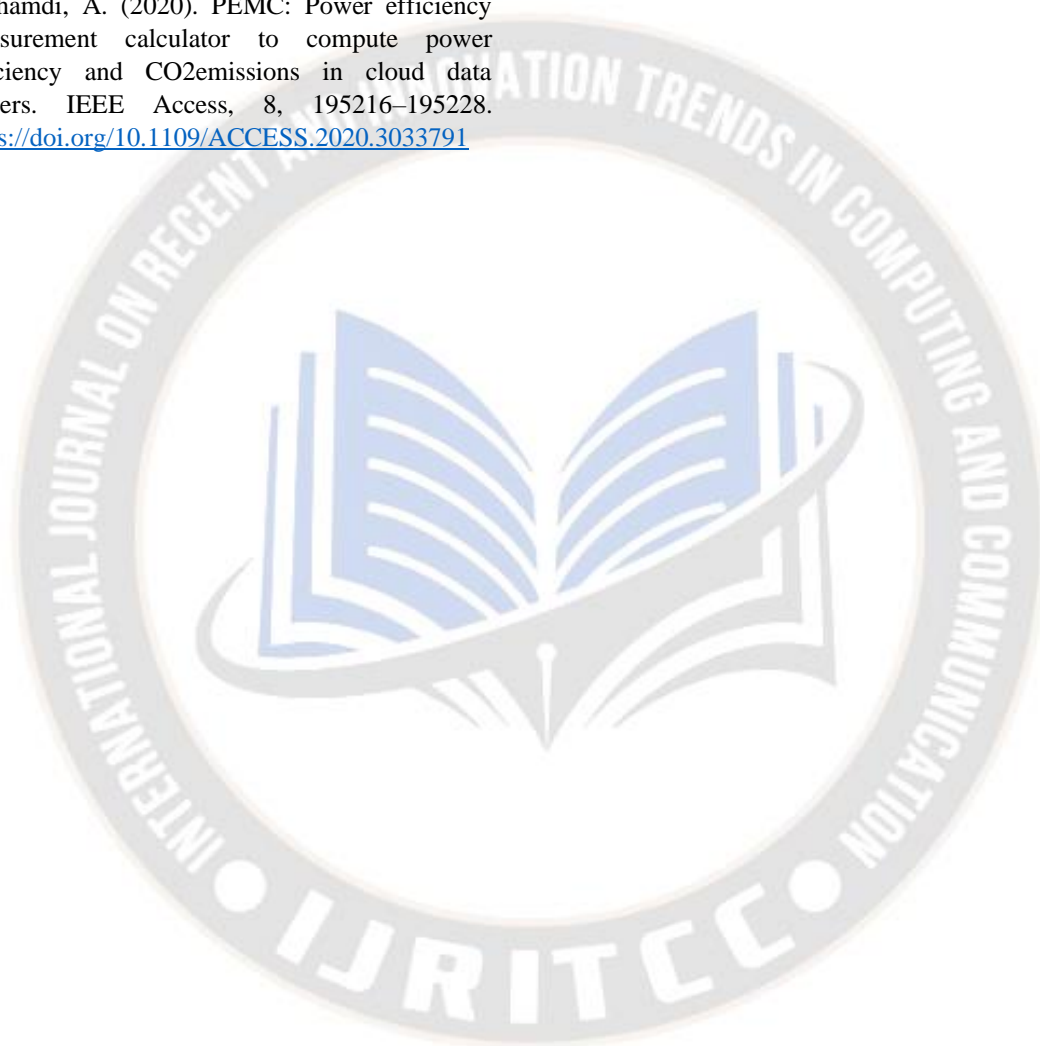 hamdi, A. (2020). PEMC: Power efficiency
surement calculator to compute power
ciency and CO2emissions in cloud data
ers. IEEE Access, 8, 195216–195228.
s://doi.org/10.1109/ACCESS.2020.3033791
INTERNATIONAL JOURNAL ON RECENT AND INNOVATION TRENDS IN COMPUTING AND COMMUNICATION
IJRITCC